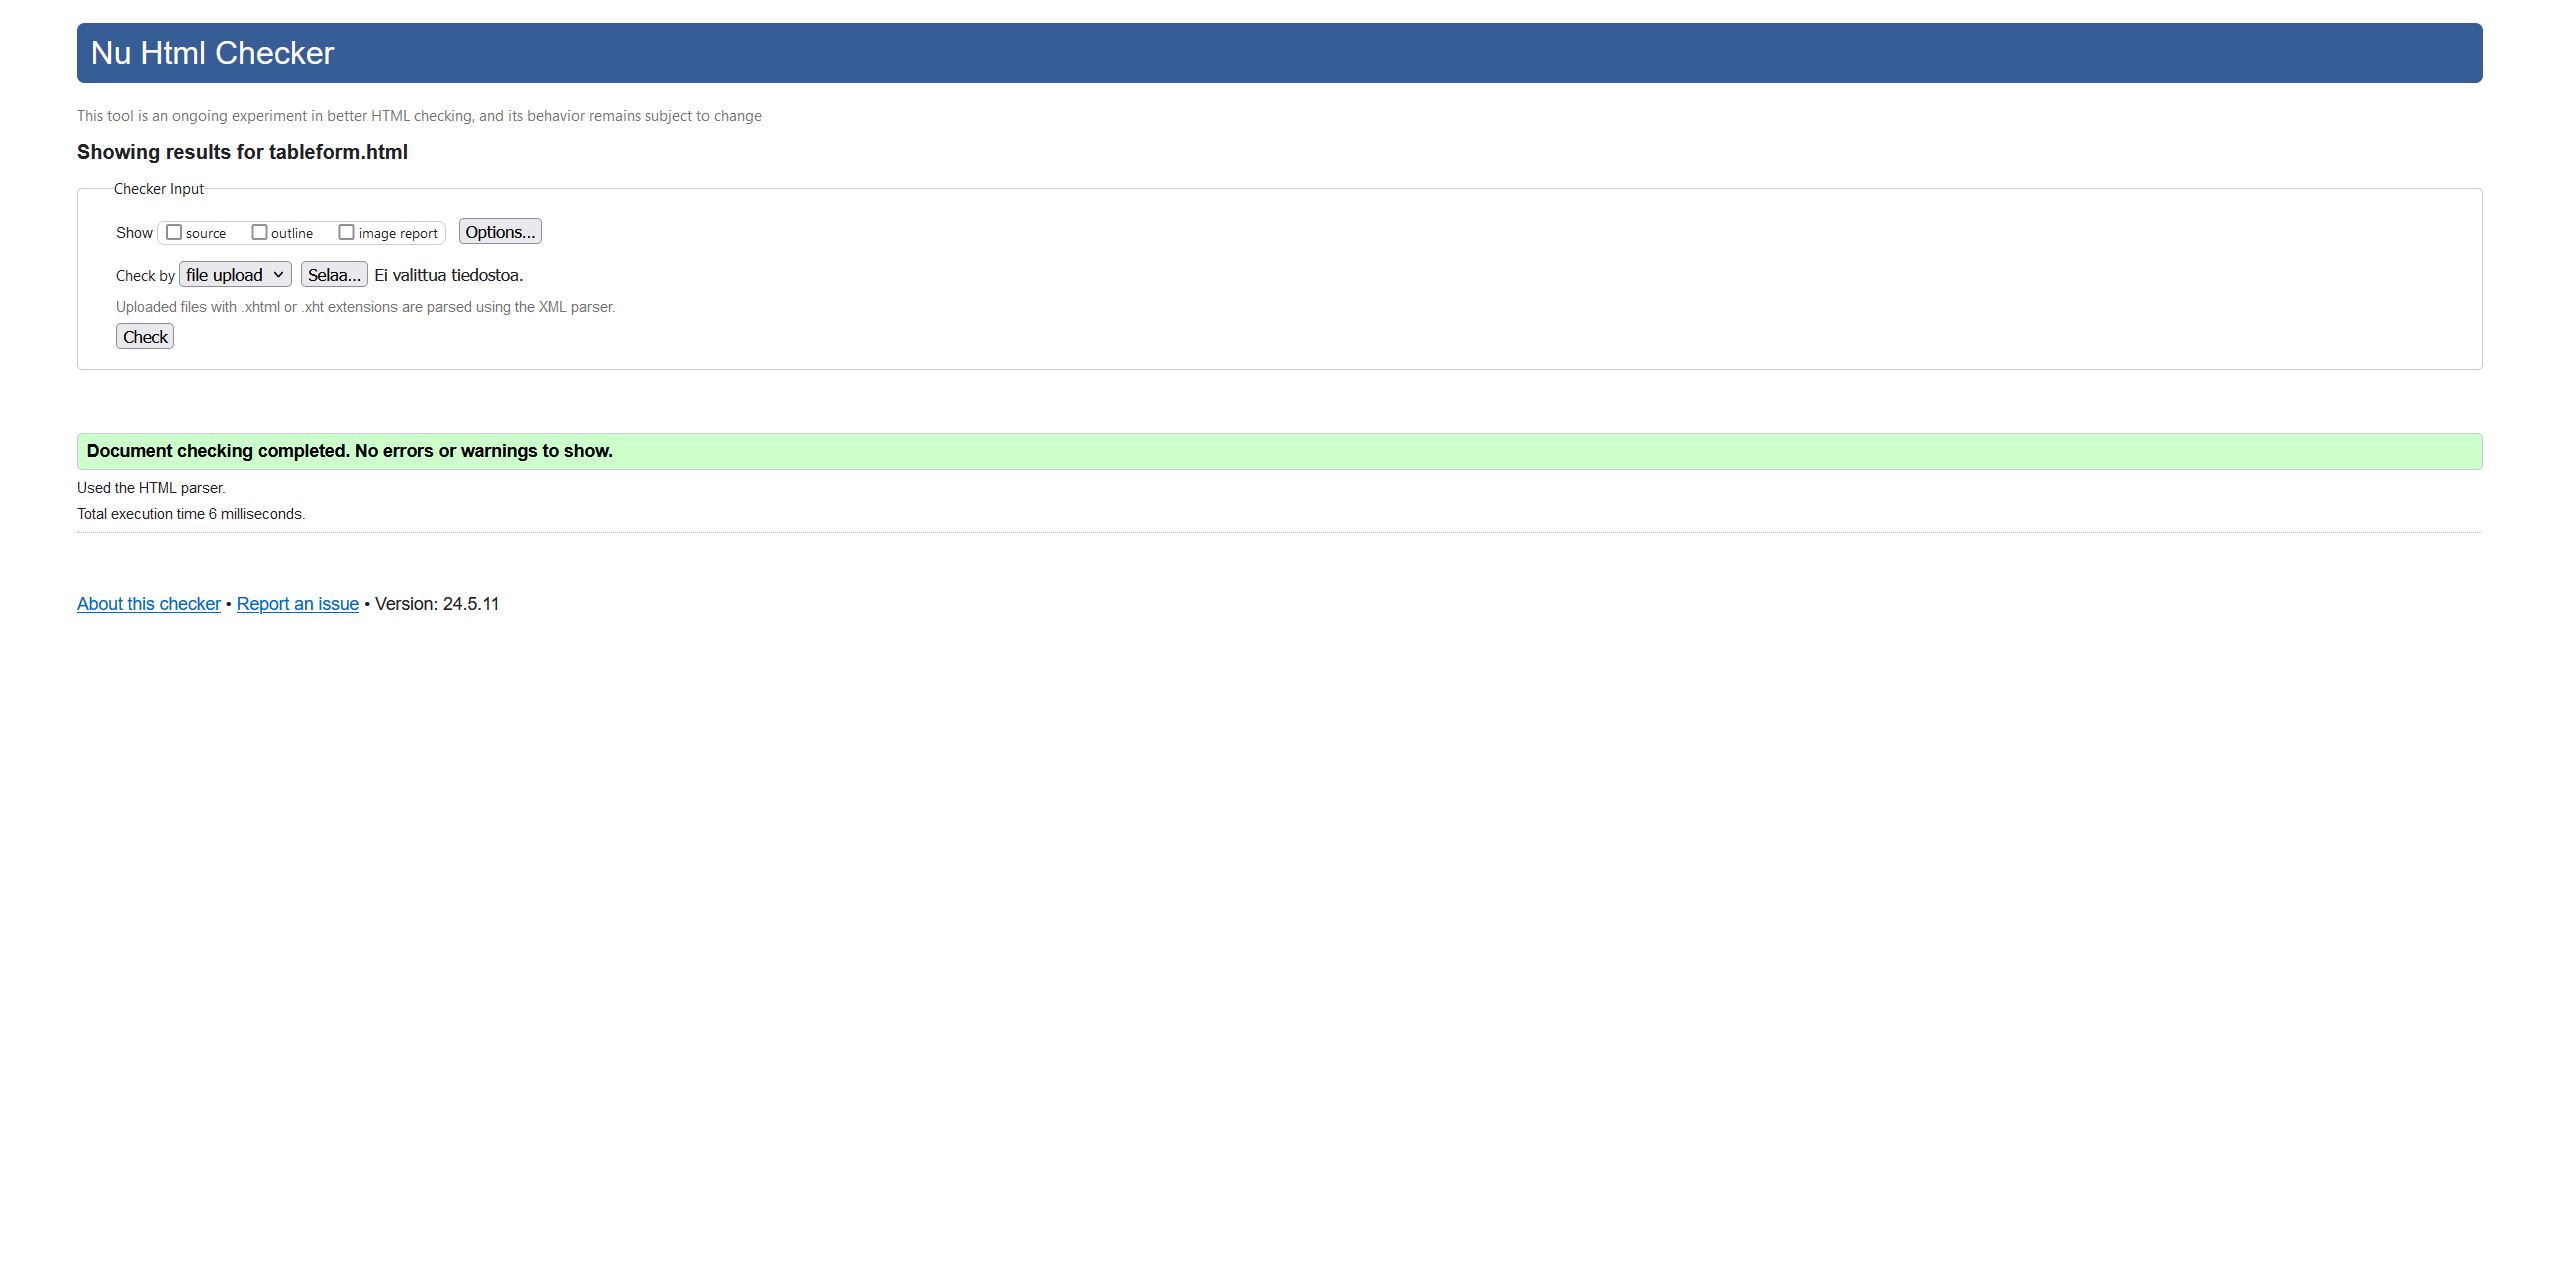 Nu Html Checker
This tool is an ongoing experiment in better HTML checking, and its behavior remains subject to change
Showing results for tableform.html
Checker Input
Show source outline image report Options...
Check by file upload Selaa... Ei valittua tiedostoa.
Uploaded files with .xhtml or .xht extensions are parsed using the XML parser.
Check
Document checking completed. No errors or warnings to show.
Used the HTML parser.
Total execution time 6 milliseconds.
About this checker • Report an issue • Version: 24.5.11